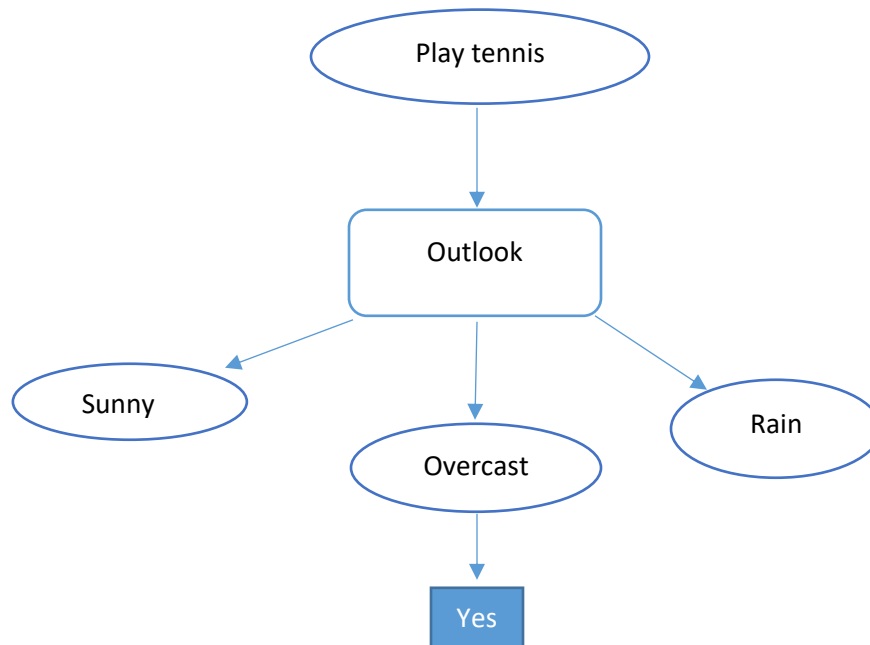 Play tennis
Outlook
Sunny
Rain
Overcast
Yes